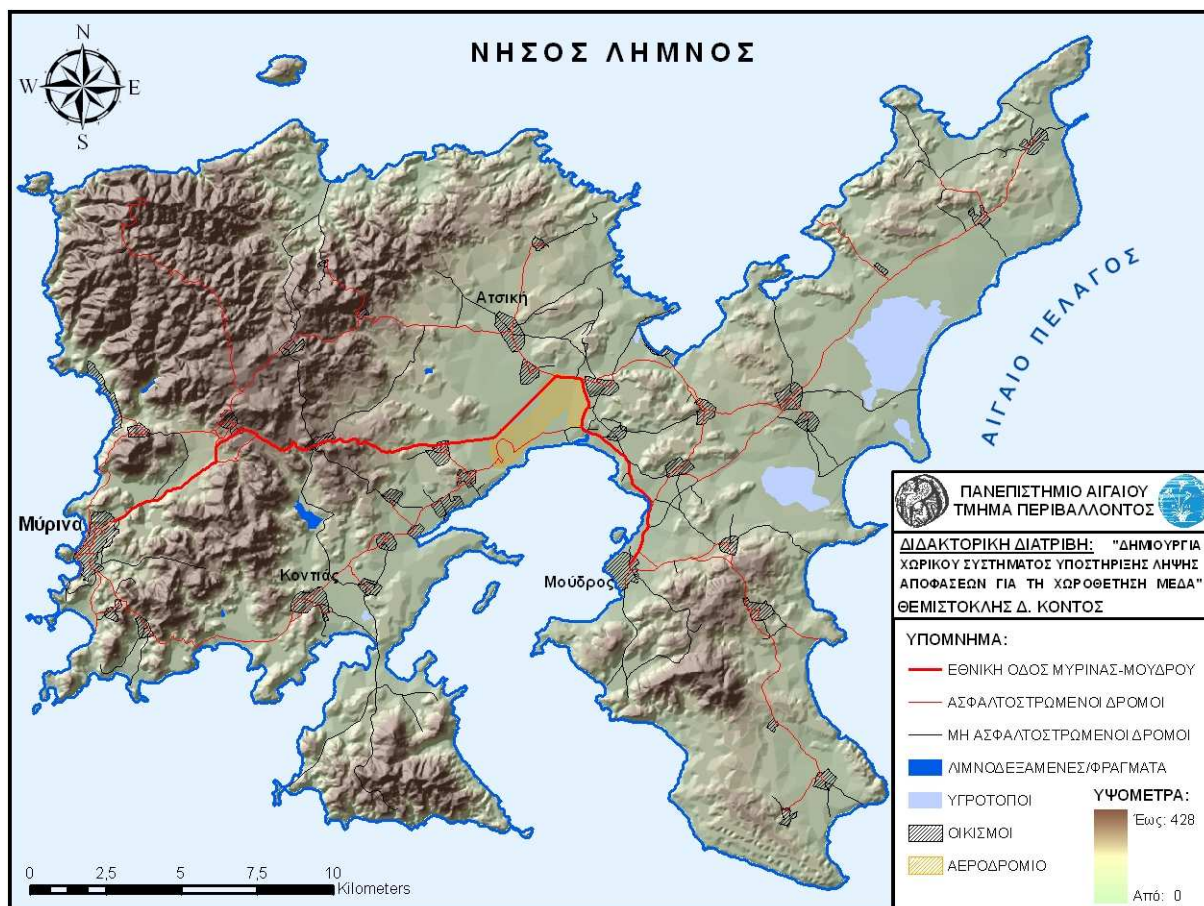 ΝΗΣΟΣ ΛΗΜΝΟΣ
N
W
E
S
Ατσική
ΑΙΓΑΙΟ ΠΕΛΑΓΟΣ
Μύρινα
Κοντιάς
Μούδρος
ΠΑΝΕΠΙΣΤΗΜΙΟ ΑΙΓΑΙΟΥ
ΤΜΗΜΑ ΠΕΡΙΒΑΛΛΟΝΤΟΣ
ΔΙΔΑΚΤΟΡΙΚΗ ΔΙΑΤΡΙΒΗ: "ΔΗΜΙΟΥΡΓΙΑ
ΧΩΡΙΚΟΥ ΣΥΣΤΗΜΑΤΟΣ ΥΠΟΣΤΗΡΙΞΗΣ ΛΗΨΗΣ
ΑΠΟΦΑΣΕΩΝ ΓΙΑ ΤΗ ΧΩΡΟΘΕΤΗΣΗ ΜΕΔΑ"
ΘΕΜΙΣΤΟΚΛΗΣ Δ. ΚΟΝΤΟΣ
ΥΠΟΜΝΗΜΑ:
ΕΘΝΙΚΗ ΟΔΟΣ ΜΥΡΙΝΑΣ-ΜΟΥΔΡΟΥ
ΑΣΦΑΛΤΟΣΤΡΩΜΕΝΟΙ ΔΡΟΜΟΙ
ΜΗ ΑΣΦΑΛΤΟΣΤΡΩΜΕΝΟΙ ΔΡΟΜΟΙ
ΛΙΜΝΟΔΕΞΑΜΕΝΕΣ/ΦΡΑΓΜΑΤΑ
ΥΓΡΟΤΟΠΟΙ
ΟΙΚΙΣΜΟΙ
ΑΕΡΟΔΡΟΜΙΟ
ΥΨΟΜΕΤΡΑ:
Έως: 428
Από: 0
0 2,5 5 7,5 10
Kilometers